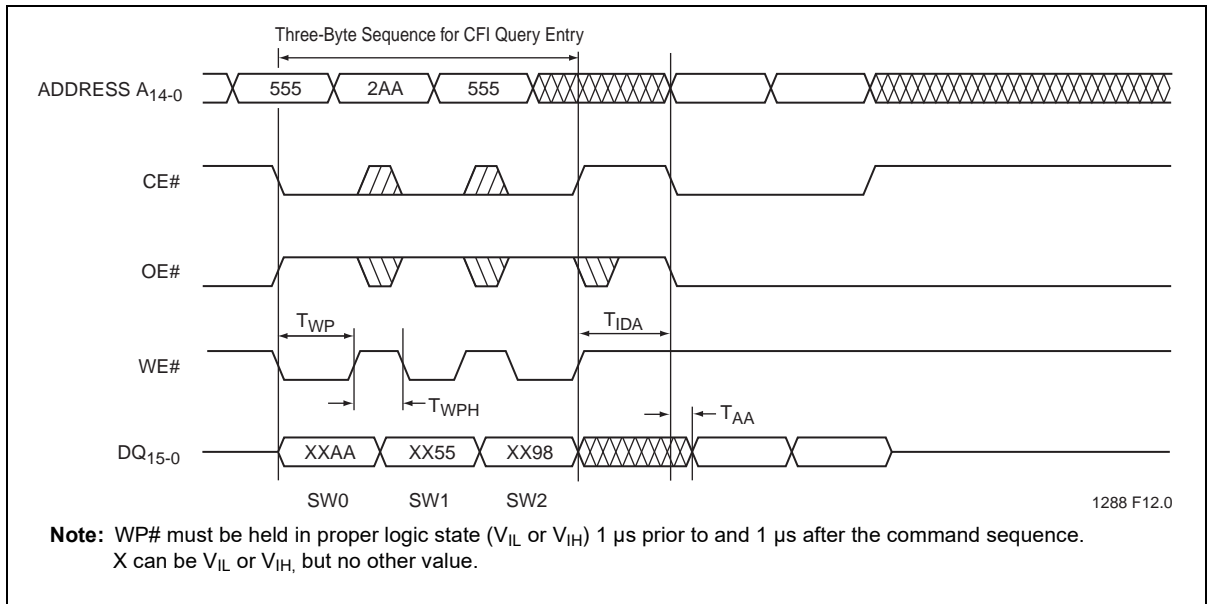 Three-Byte Sequence for CFI Query Entry
ADDRESS A14-0
555 2AA 555
CE#
OE#
TWP TIDA
WE#
TWPH TAA
DQ15-0
XXAA XX55 XX98
SW0 SW1 SW2
1288 F12.0
Note: WP# must be held in proper logic state (VIL or VIH) 1 µs prior to and 1 µs after the command sequence.
X can be VIL or VIH, but no other value.